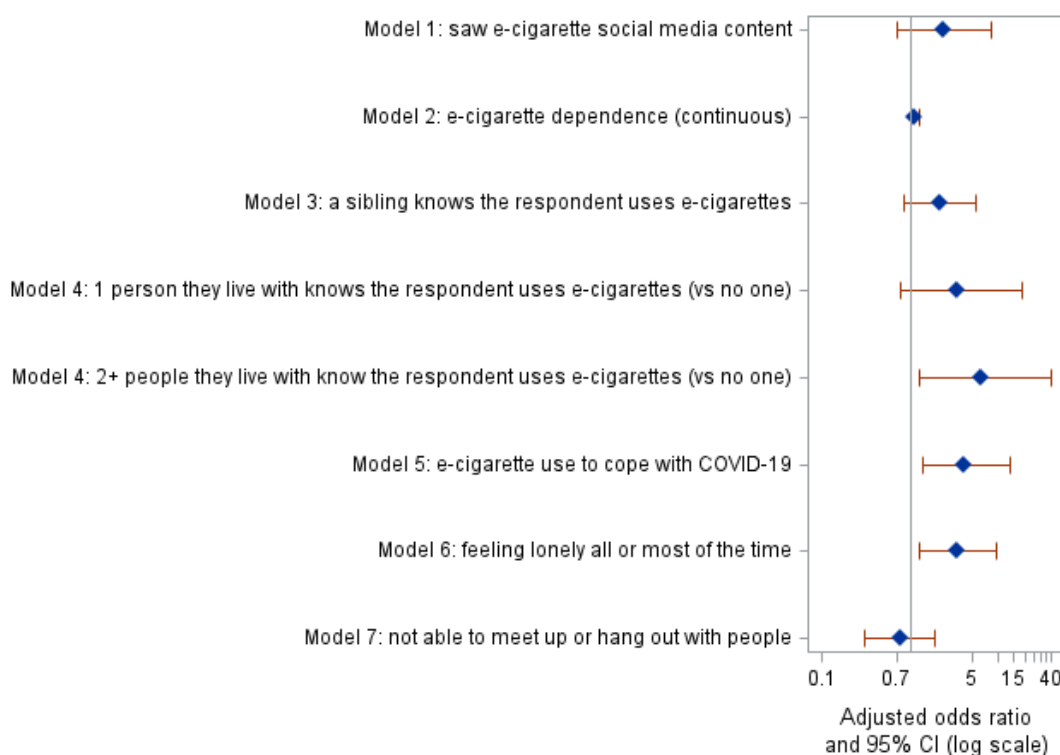 Model 1: saw e-cigarette social media content
Model 2: e-cigarette dependence (continuous)
Model 3: a sibling knows the respondent uses e-cigarettes
Model 4: 1 person they live with knows the respondent uses e-cigarettes (vs no one)
Model 4: 2+ people they live with know the respondent uses e-cigarettes (vs no one)
Model 5: e-cigarette use to cope with COVID-19
Model 6: feeling lonely all or most of the time
Model 7: not able to meet up or hang out with people
0.1 0.7 5 15 40
Adjusted odds ratio
and 95% CI (log scale)